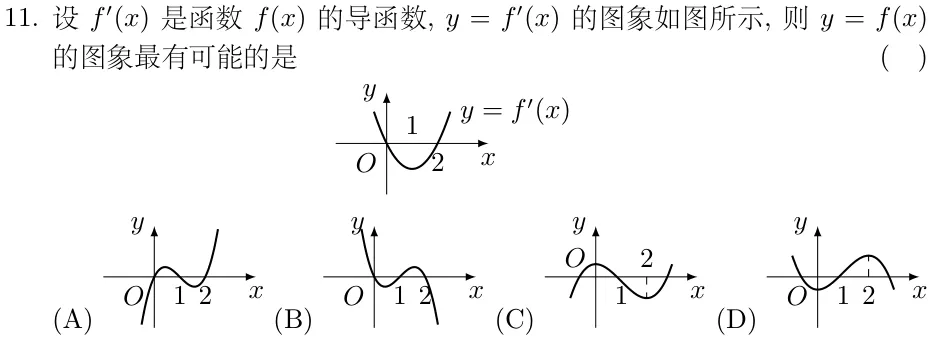 11. 设 f′(x) 是函数 f(x) 的导函数, y = f′(x) 的图象如图所示, 则 y = f(x)
的图象最有可能的是 ( )
y
y = f′(x)
1
O 2 x
y
O 1 2 x
(A)
y
O 1 2 x
(B)
y
O 2
1 x
(C)
y
O 1 2 x
(D)